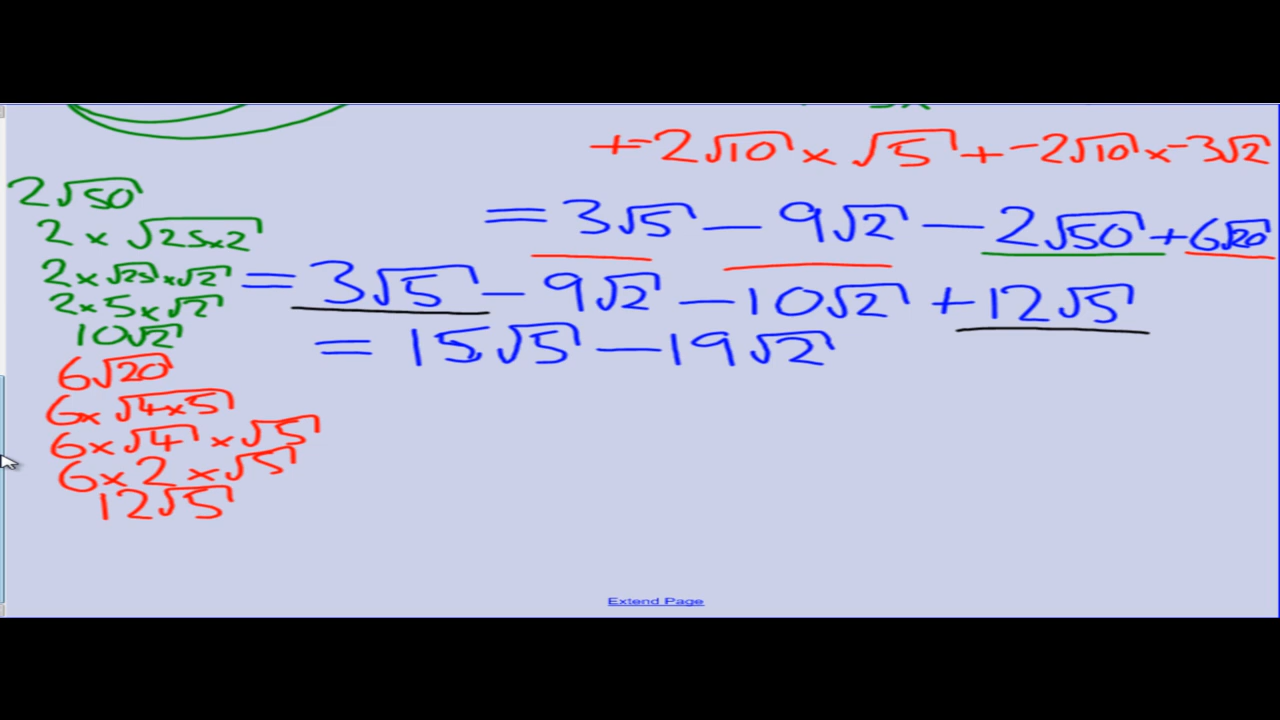 + -2√10 × √5 + -2√10 × -3√2
= 3√5 - 9√2 - 2√50 + 6√20
= 3√5 - 9√2 - 10√2 + 12√5
= 15√5 - 19√2
2√50
2 × √25×2
2 × √25 × √2
2 × 5 × √2
10√2
6√20
6× √4×5
6 × √4 × √5
6 × 2 × √5
12√5
Extend Page